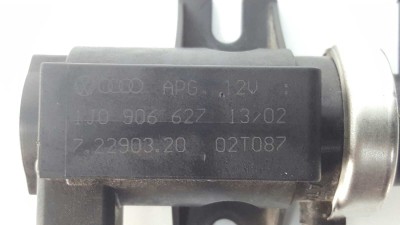 APG 12V :
1J0 906 627 13/02
7.22903.20 02T087